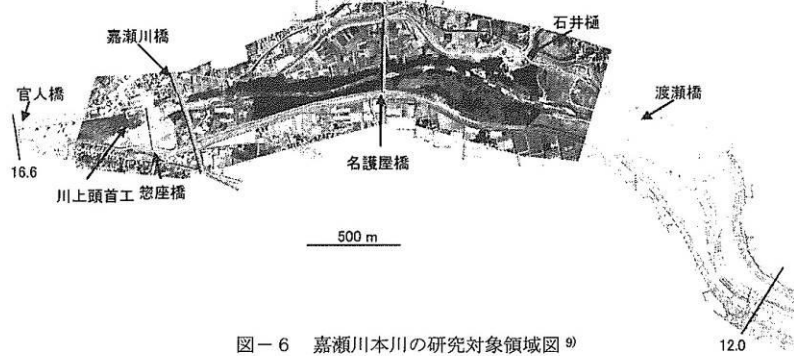 嘉瀬川橋
石井樋
官人橋
渡瀬橋
16.6
川上頭首工
惣座橋
名護屋橋
500 m
12.0
図－6 嘉瀬川本川の研究対象領域図 9)